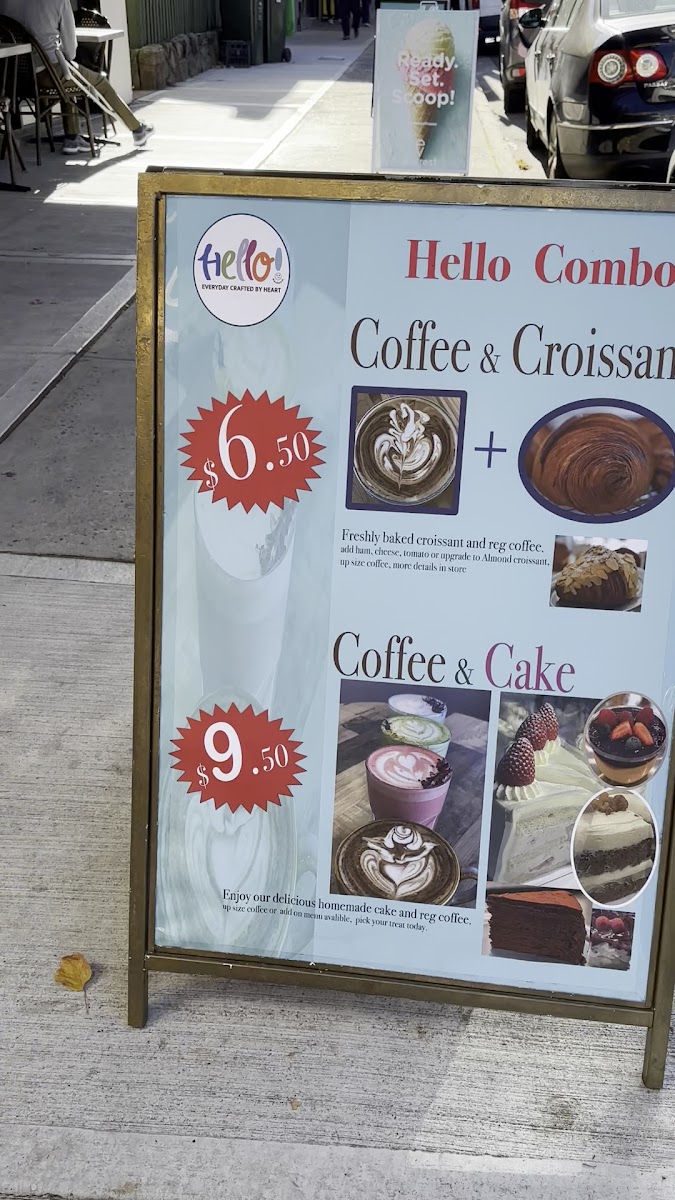 Ready.
Set.
Scoop!
PASSAT
Hello!
EVERYDAY CRAFTED BY HEART
Hello Combo
Coffee & Croissan
$6.50
+
Freshly baked croissant and reg coffee,
add ham, cheese, tomato or upgrade to Almond croissant,
up size coffee, more details in store
Coffee & Cake
$9.50
Enjoy our delicious homemade cake and reg coffee,
up size coffee or add on menu avalible, pick your treat today.